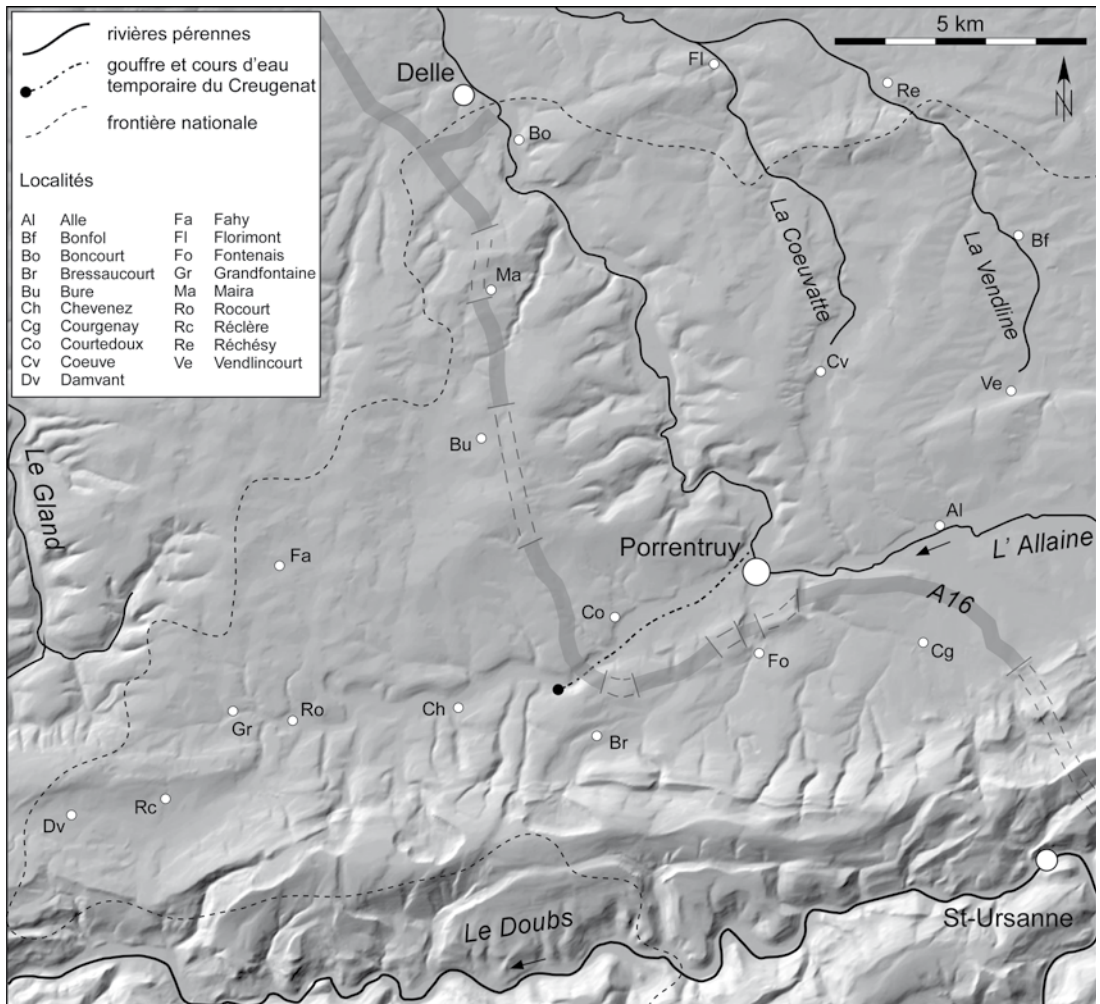 rivières pérennes
gouffre et cours d'eau
temporaire du Creugenat
frontière nationale
Localités
Al Alle Fa Fahy
Bf Bonfol Fl Florimont
Bo Boncourt Fo Fontenais
Br Bressaucourt Gr Grandfontaine
Bu Bure Ma Maira
Ch Chevenez Ro Rocourt
Cg Courgenay Rc Réclère
Co Courtedoux Re Réchésy
Cv Coeuve Ve Vendlincourt
Dv Damvant
5 km
N
Delle
Fl
Re
Bo
La Coeuvatte
La Vendline
Bf
Ma
Cv
Ve
Bu
Le Gland
Al
L' Allaine
Porrentruy
Fa
A16
Co
Fo
Cg
Gr
Ro
Ch
Br
Rc
Dv
St-Ursanne
Le Doubs